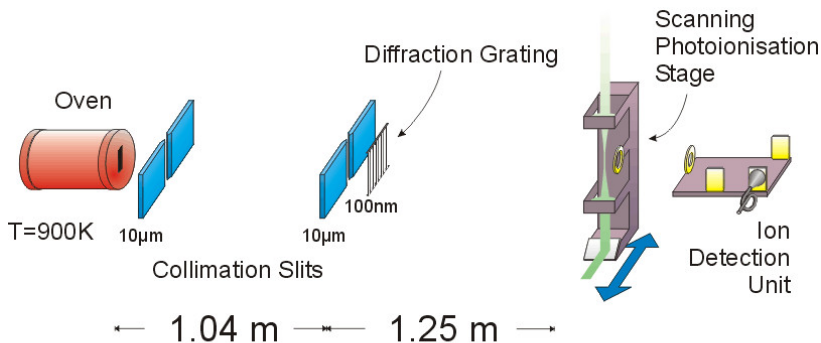 Scanning
Photoionisation
Stage
Diffraction Grating
Oven
100nm
T=900K
10µm
10µm
Collimation Slits
Ion
Detection
Unit
1.04 m
1.25 m